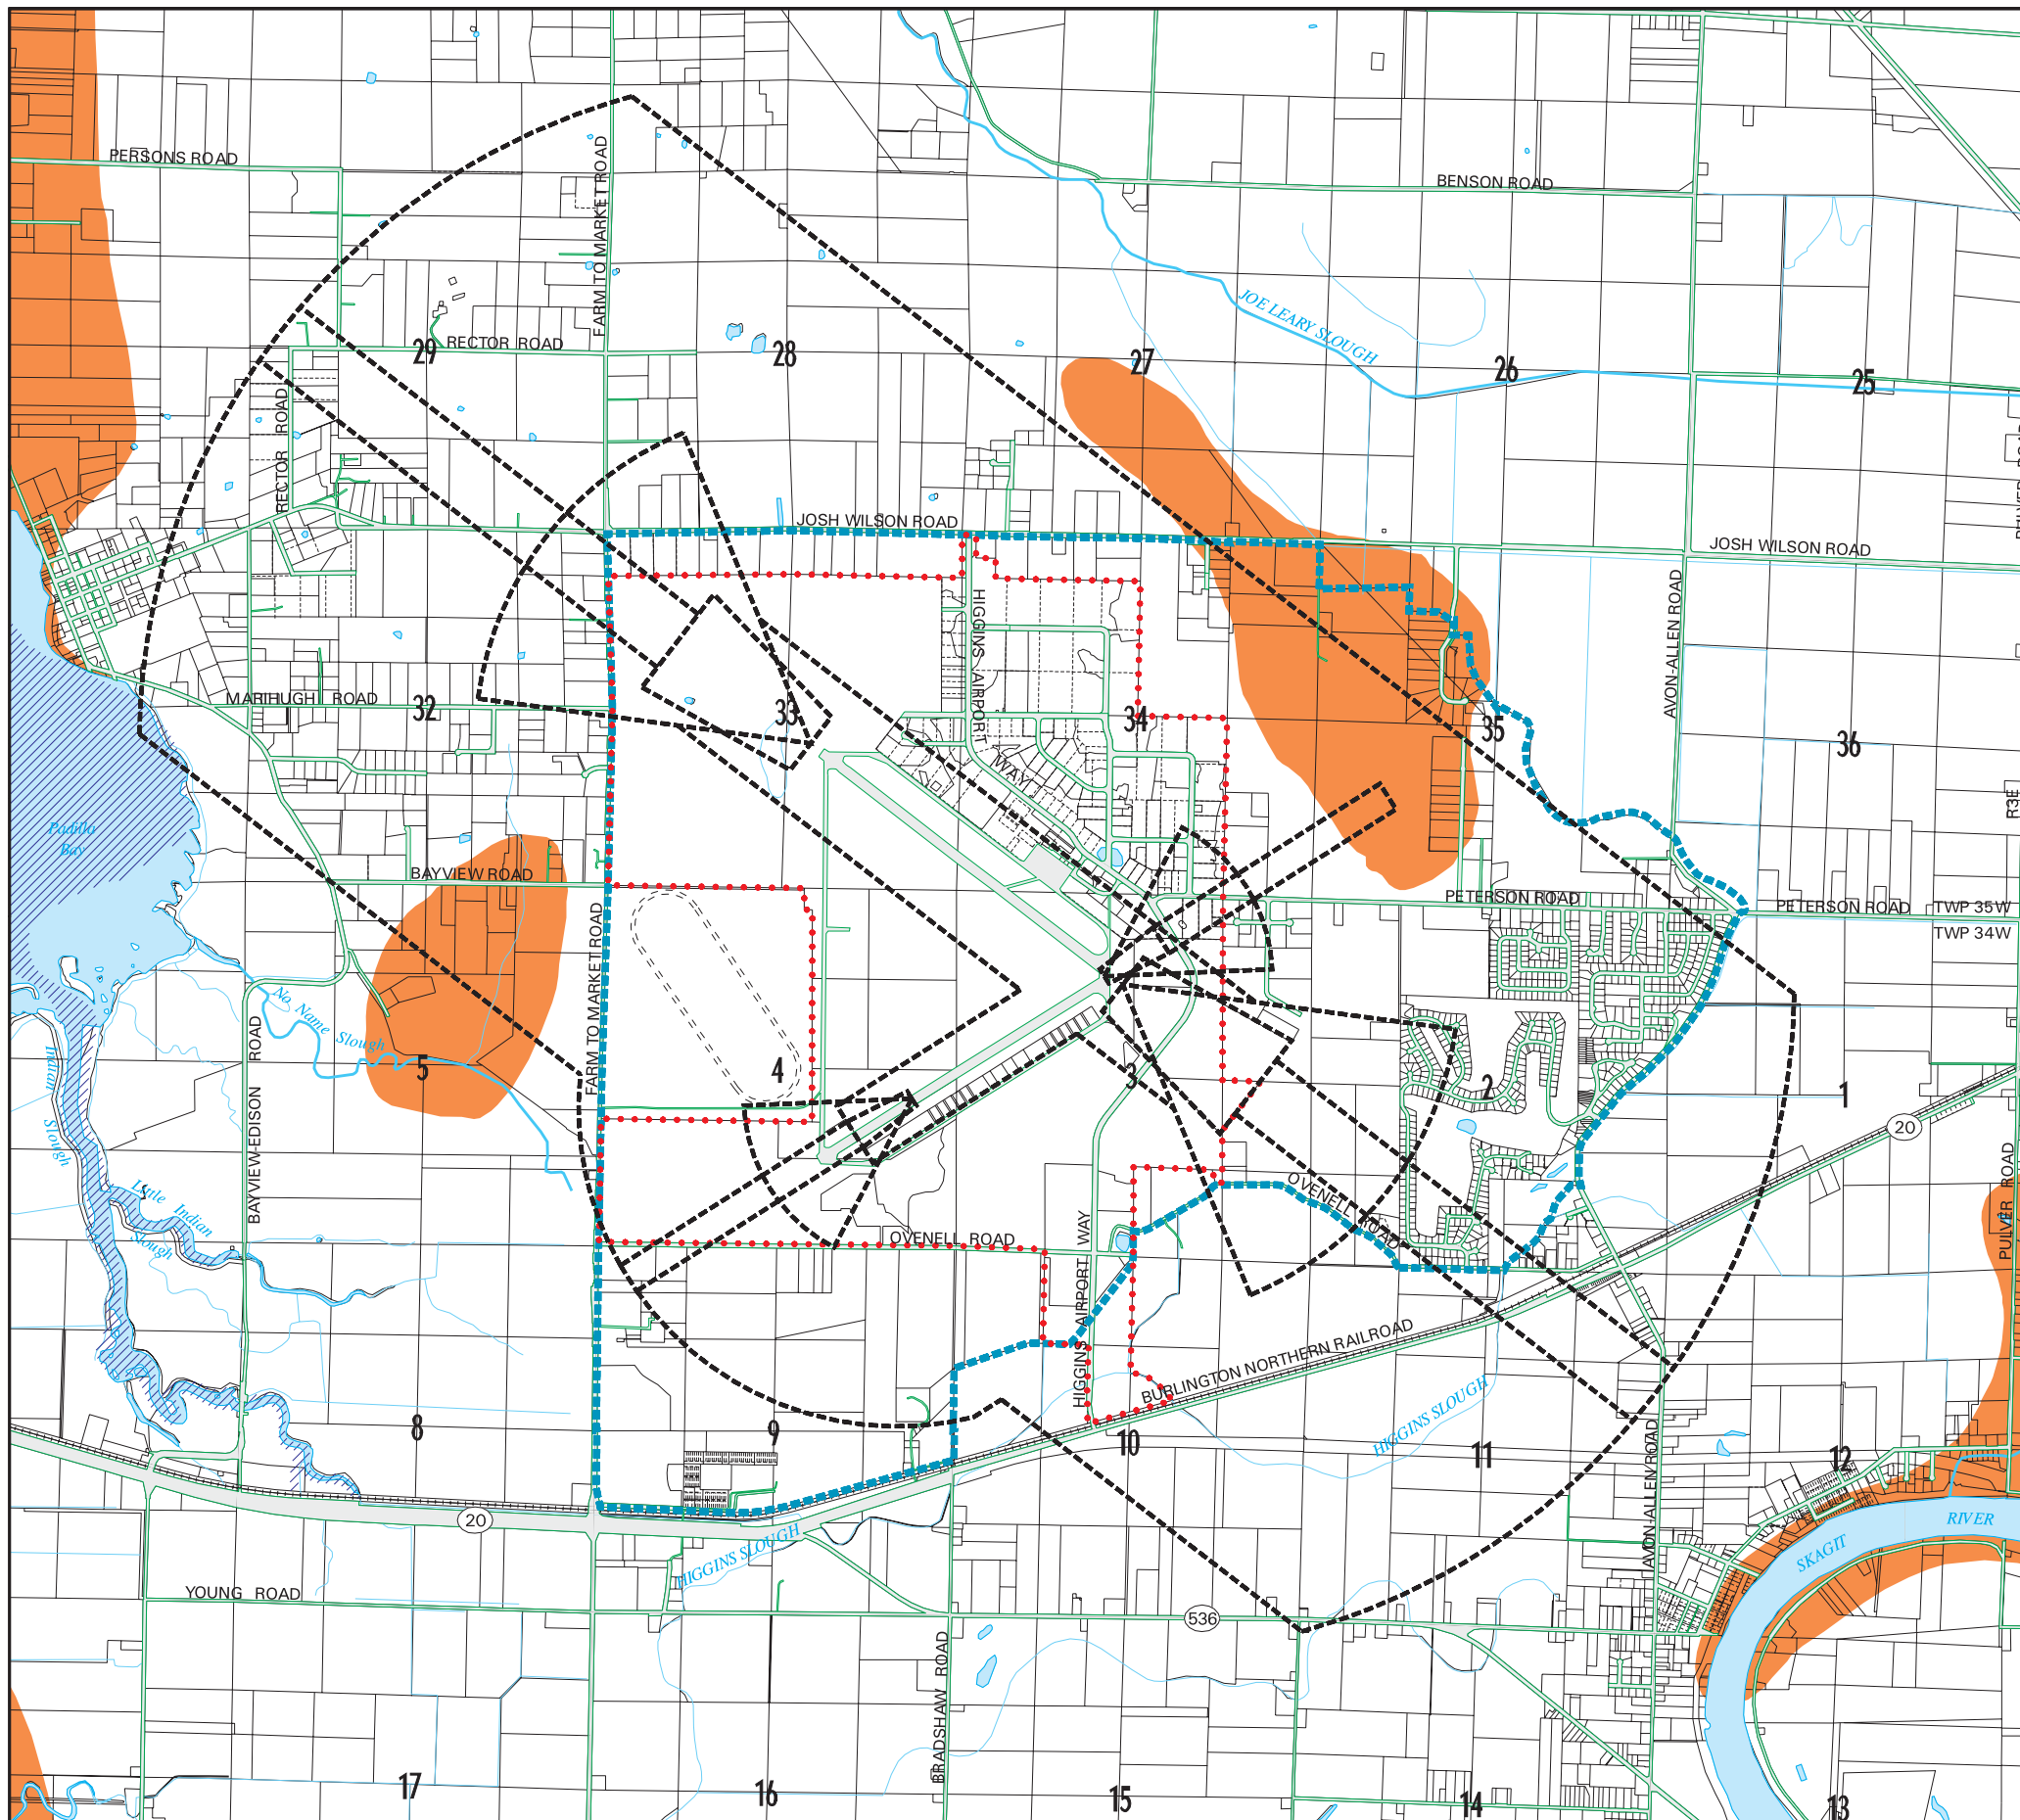 PERSONS ROAD
FARM TO MARKET ROAD
BENSON ROAD
JOE LEARY SLOUGH
29
RECTOR ROAD
28
27
26
25
RECTOR ROAD
JOSH WILSON ROAD
JOSH WILSON ROAD
HIGGINS AIRPORT
WAY
AVON-ALLEN ROAD
MARIHUGH ROAD
32
33
34
35
36
R3E
Padilla
Bay
BAYVIEW ROAD
PETERSON ROAD
PETERSON ROAD
TWP 35W
TWP 34W
FARM TO MARKET ROAD
No Name Slough
Indian
Slough
BAYVIEW-EDISON ROAD
5
4
3
2
1
20
PULVER ROAD
Little Indian
Slough
OVENELL ROAD
OVENELL ROAD
HIGGINS AIRPORT WAY
BURLINGTON NORTHERN RAILROAD
HIGGINS SLOUGH
8
9
10
11
12
AVON-ALLEN ROAD
20
HIGGINS SLOUGH
SKAGIT
RIVER
YOUNG ROAD
536
BRADSHAW ROAD
17
16
15
14
13